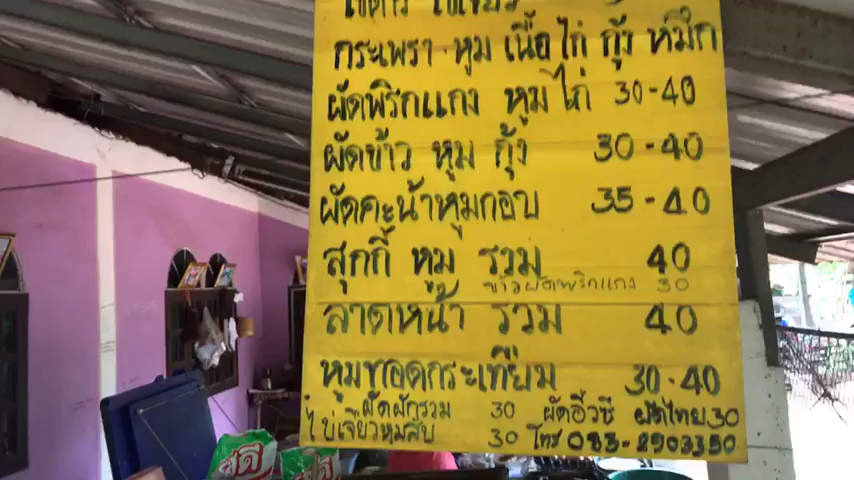 กระเพรา หมู เนื้อ ไก่ กุ้ง หมึก
ผัดพริกแกง หมู ไก่ 30-40
ผัดข้าว หมู กุ้ง 30-40
ผัดคะน้าหมูกอบ 35-40
สุกกี้ หมู รวม 40
ข้าวผัดพริกแกง 30
ลาดหน้า รวม 40
หมูทอดกระเทียม 30-40
ผัดผักรวม 30 ผัดซีอิ้ว ผัดไทย 30
ไข่เจียวหมูสับ 30 โทร 083-2903350